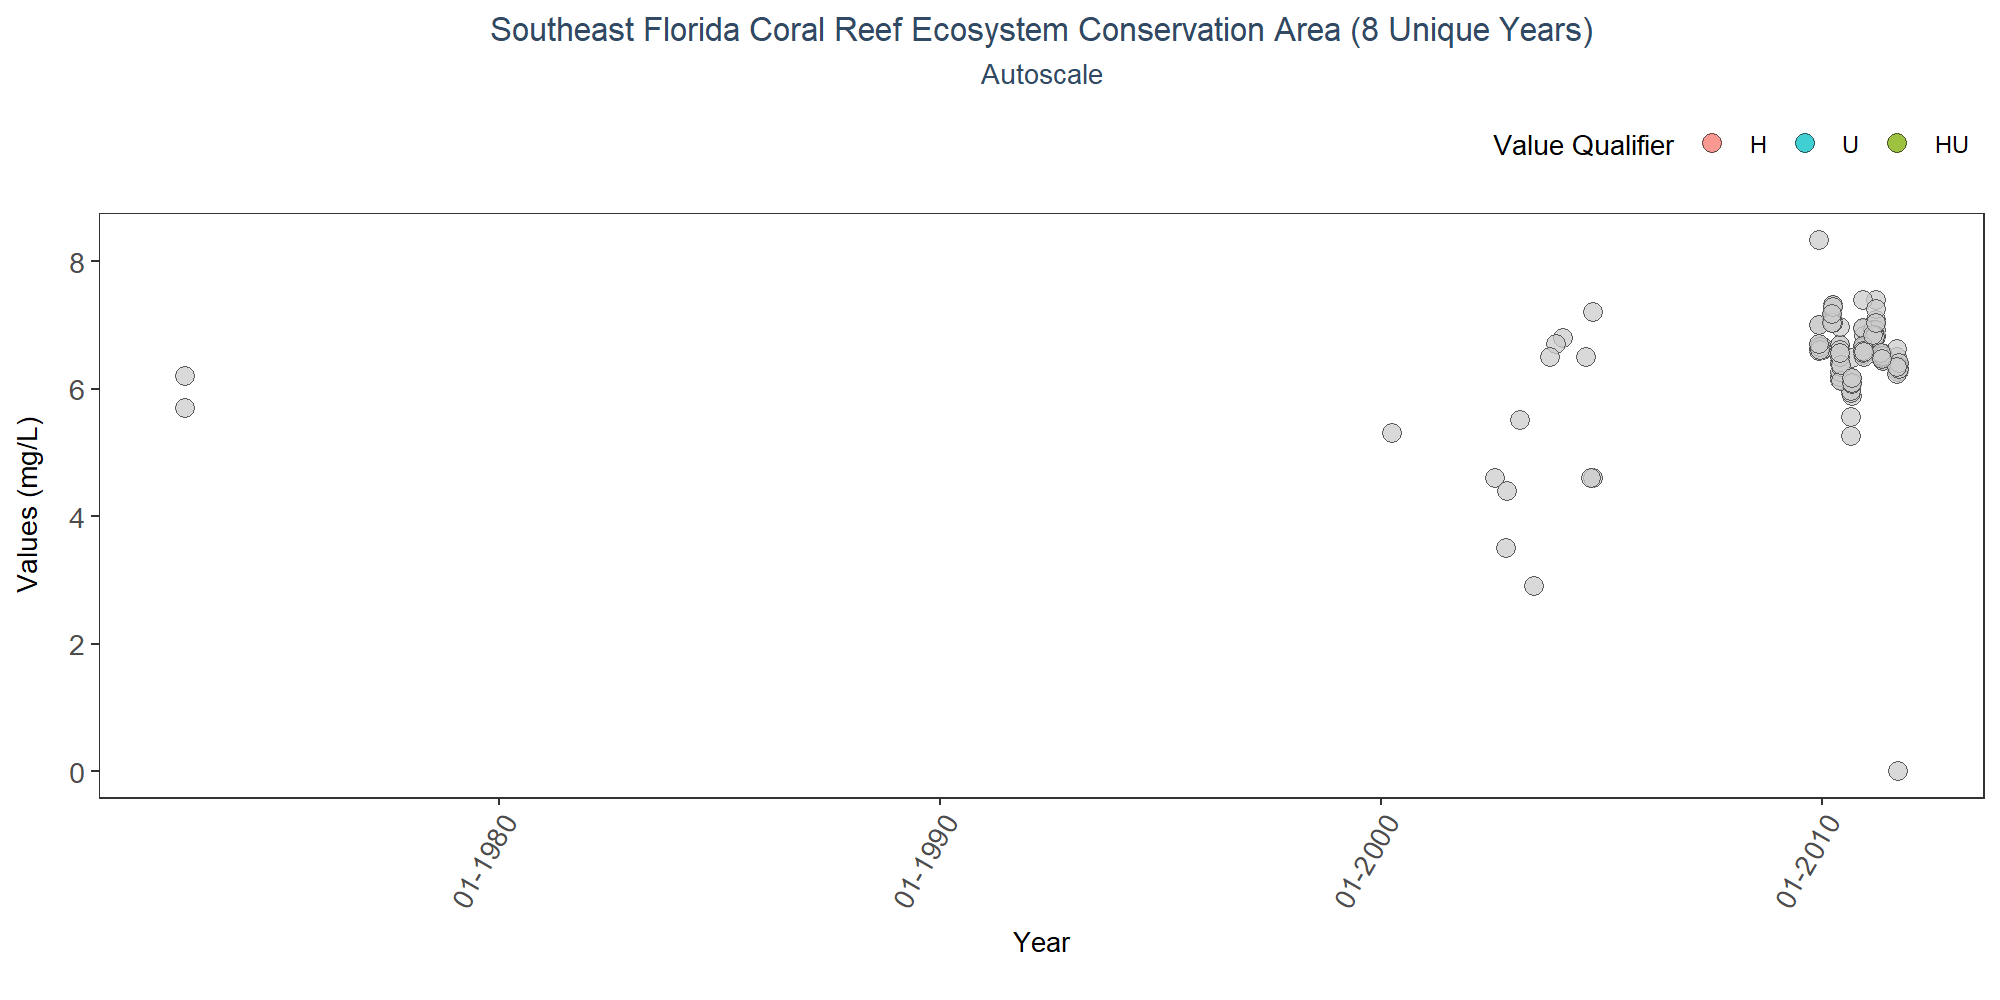 Southeast Florida Coral Reef Ecosystem Conservation Area (8 Unique Years)
Autoscale
Value Qualifier H U HU
Values (mg/L)
8
6
4
2
0
01-1980 01-1990 01-2000 01-2010
Year